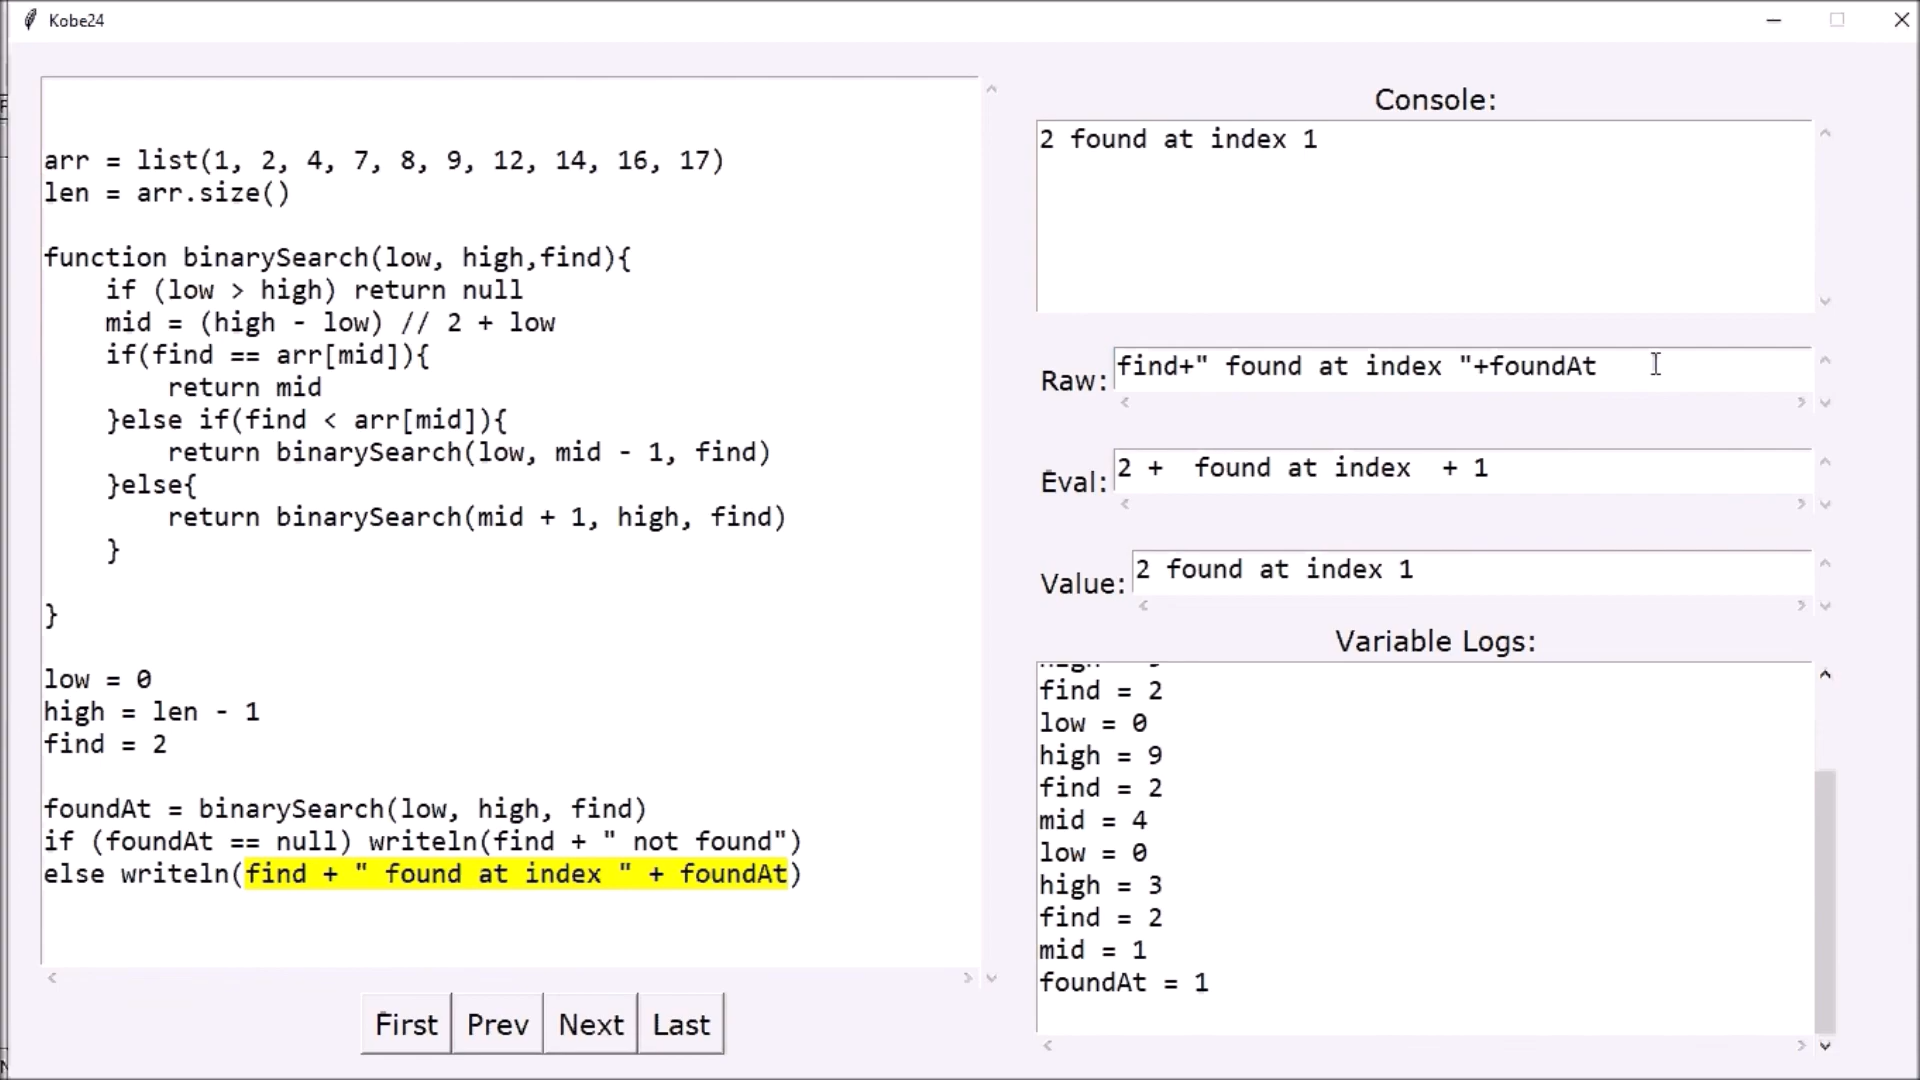 Kobe24
arr = list(1, 2, 4, 7, 8, 9, 12, 14, 16, 17)
len = arr.size()
function binarySearch(low, high,find){
if (low > high) return null
mid = (high - low) // 2 + low
if(find == arr[mid]){
return mid
}else if(find < arr[mid]){
return binarySearch(low, mid - 1, find)
}else{
return binarySearch(mid + 1, high, find)
}
}
low = 0
high = len - 1
find = 2
foundAt = binarySearch(low, high, find)
if (foundAt == null) writeln(find + " not found")
else writeln(find + " found at index " + foundAt)
First Prev Next Last
Console:
2 found at index 1
Raw: find+" found at index "+foundAt
Eval: 2 +  found at index  + 1
Value: 2 found at index 1
Variable Logs:
find = 2
low = 0
high = 9
find = 2
mid = 4
low = 0
high = 3
find = 2
mid = 1
foundAt = 1